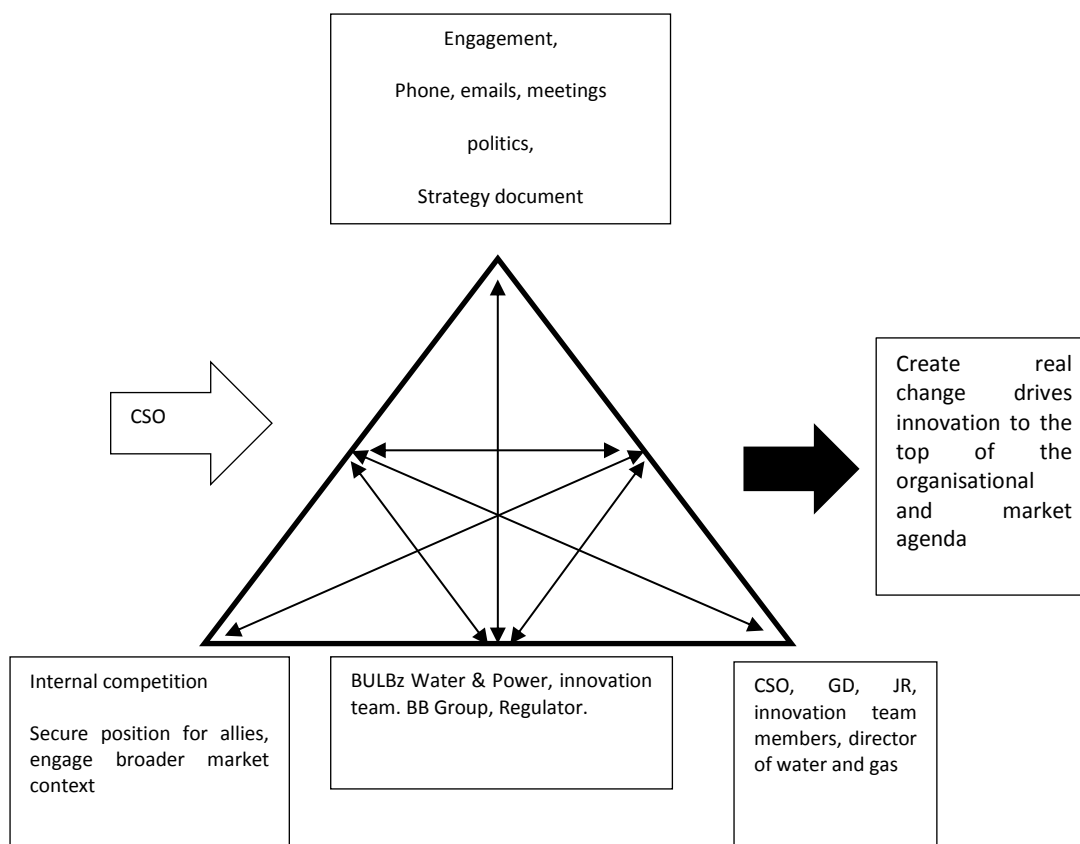 Engagement,
Phone, emails, meetings
politics,
Strategy document
CSO
Create real
change drives
innovation to the
top of the
organisational
and market
agenda
Internal competition
Secure position for allies,
engage broader market
context
BULBz Water & Power, innovation
team. BB Group, Regulator.
CSO, GD, JR,
innovation team
members, director
of water and gas